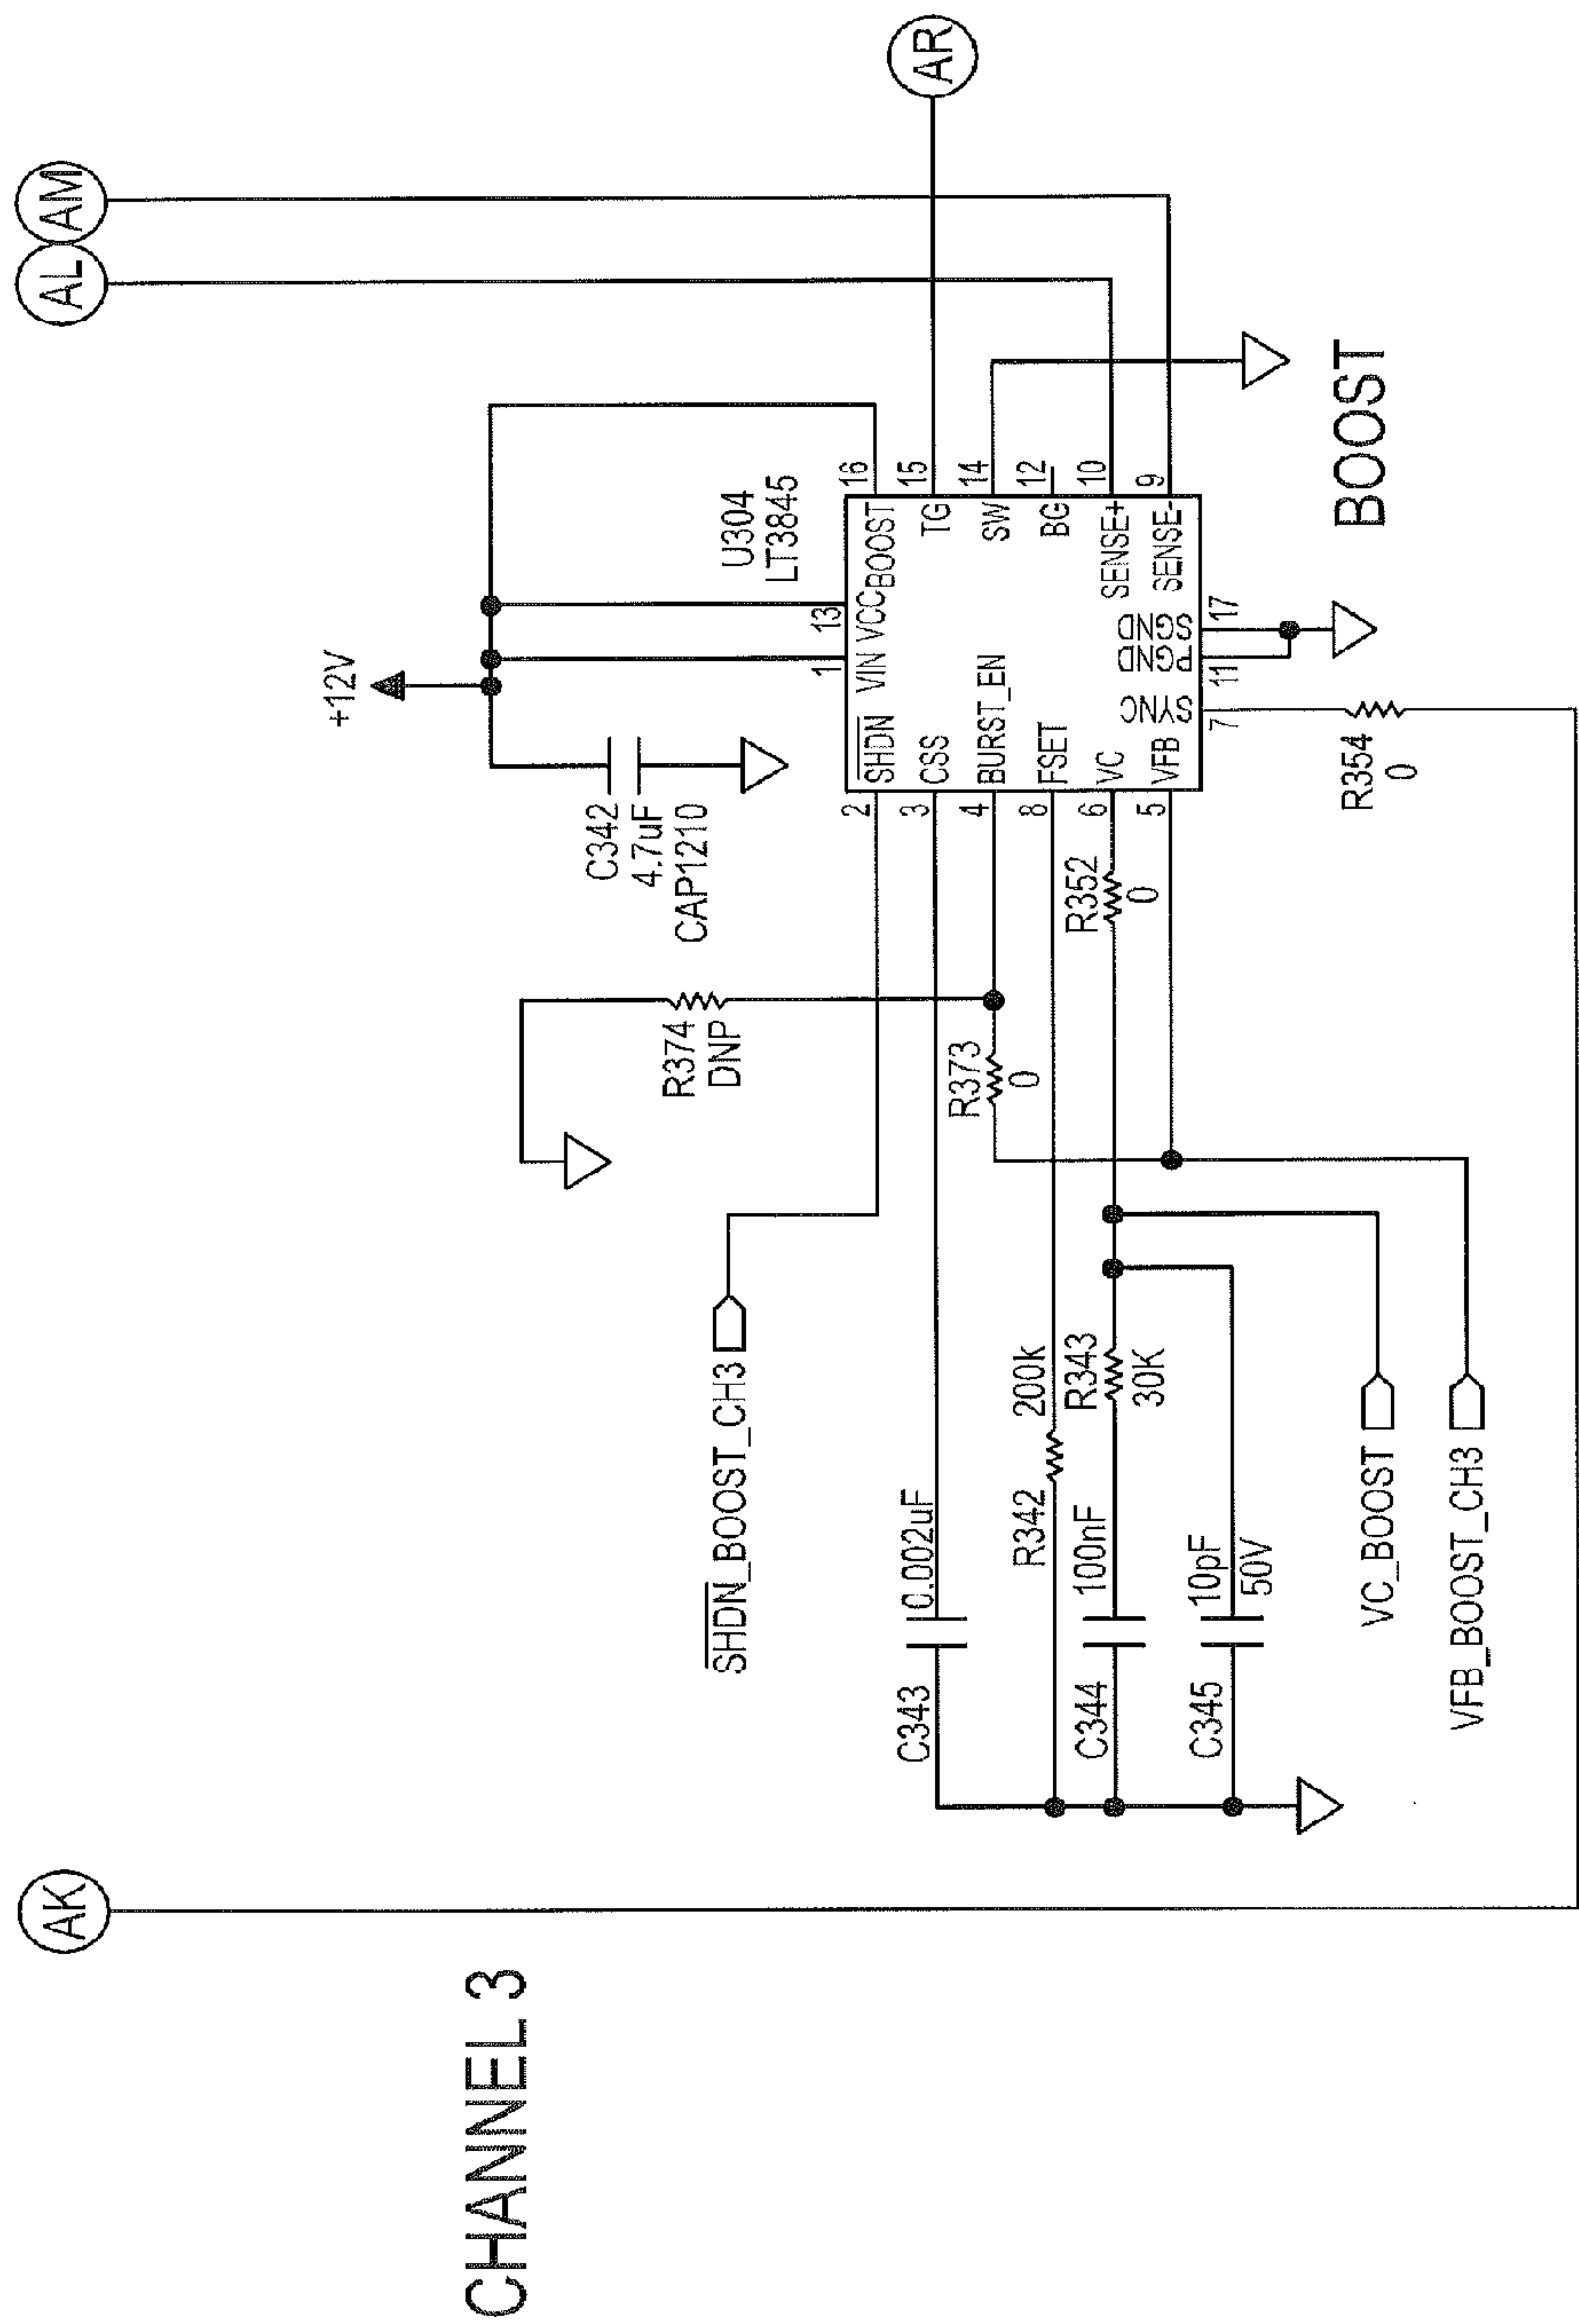 CHANNEL 3
AK
AL
AM
AR
+12V
C342
4.7uF
CAP1210
U304
LT3845
R374
DNP
SHDN_BOOST_CH3
C343
0.002uF
R342
200k
C344
100nF
R343
30K
C345
10pF
50V
R373
0
R352
0
R354
0
VC_BOOST
VFB_BOOST_CH3
1
VIN
13
VCC
2
SHDN
3
CSS
4
BURST_EN
8
FSET
6
VC
5
VFB
7
SYNC
11
PGND
17
SGND
BOOST
16
TG
15
SW
14
BG
12
SENSE+
10
SENSE-
9
BOOST